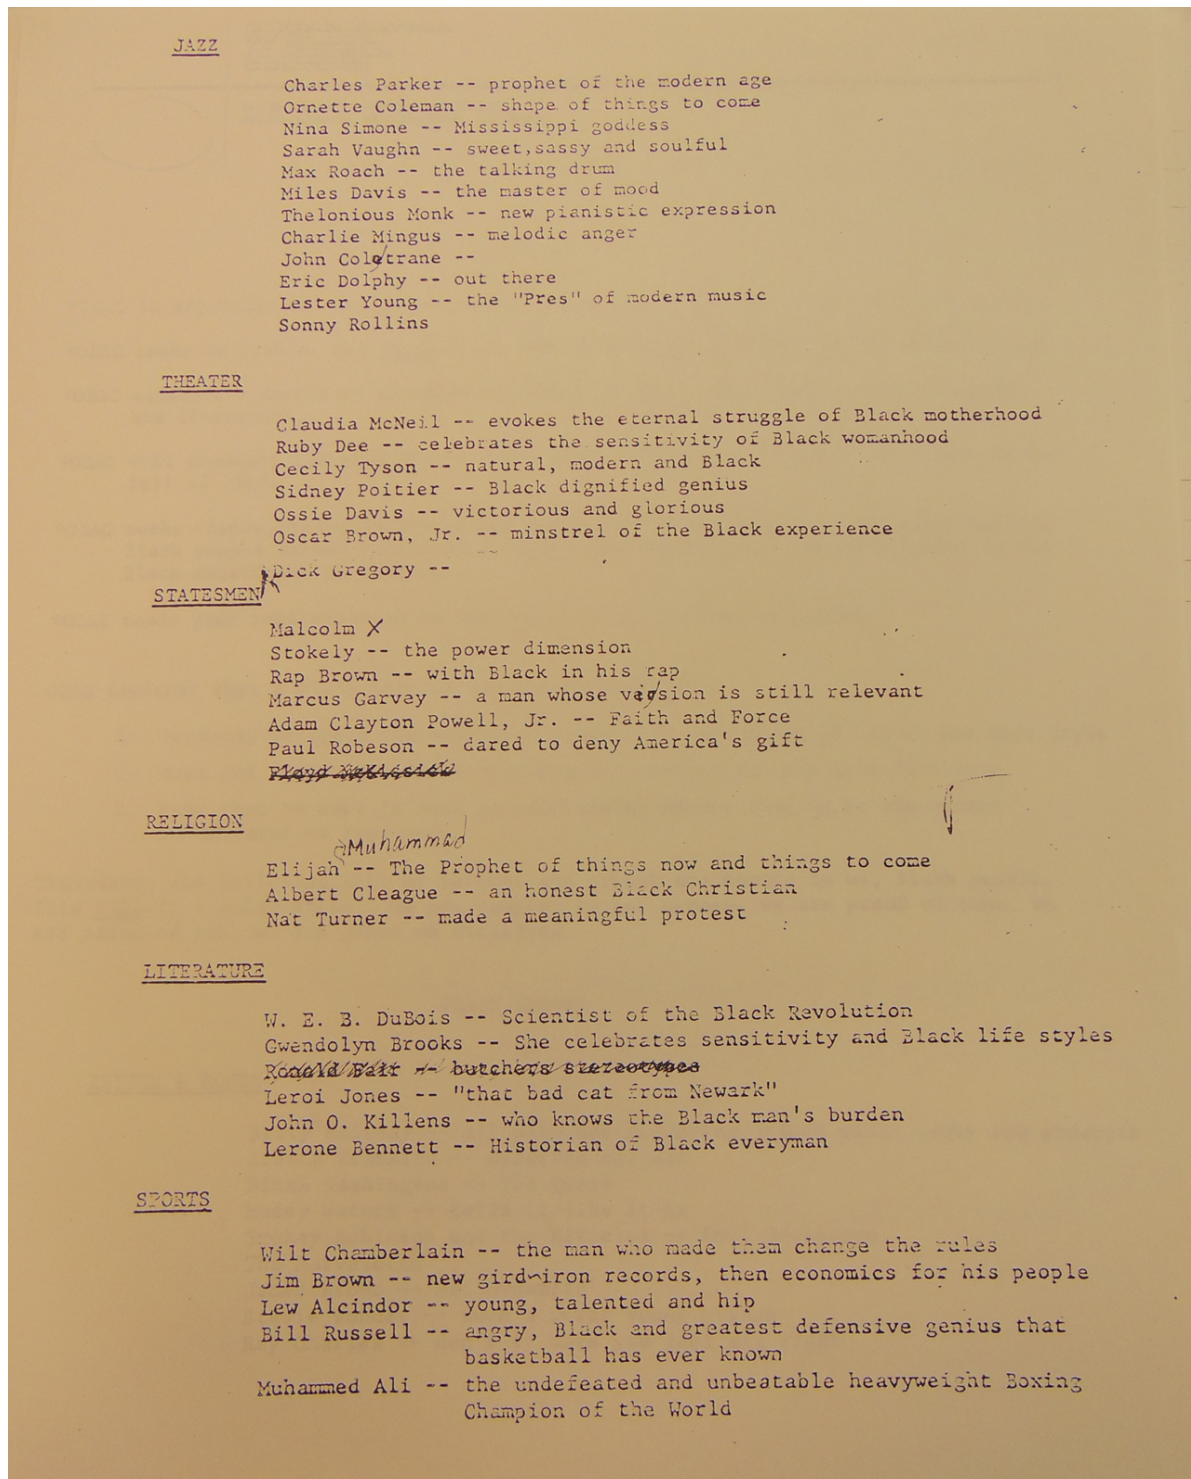 JAZZ
Charles Parker -- prophet of the modern age
Ornette Coleman -- shape of things to come
Nina Simone -- Mississippi goddess
Sarah Vaughn -- sweet,sassy and soulful
Max Roach -- the talking drum
Miles Davis -- the master of mood
Thelonious Monk -- new pianistic expression
Charlie Mingus -- melodic anger
John Coltrane --
Eric Dolphy -- out there
Lester Young -- the "Pres" of modern music
Sonny Rollins
THEATER
Claudia McNeil -- evokes the eternal struggle of Black motherhood
Ruby Dee -- celebrates the sensitivity of Black womanhood
Cecily Tyson -- natural, modern and Black
Sidney Poitier -- Black dignified genius
Ossie Davis -- victorious and glorious
Oscar Brown, Jr. -- minstrel of the Black experience
Dick Gregory --
STATESMEN
Malcolm X
Stokely -- the power dimension
Rap Brown -- with Black in his rap
Marcus Garvey -- a man whose vision is still relevant
Adam Clayton Powell, Jr. -- Faith and Force
Paul Robeson -- dared to deny America's gift
RELIGION
Muhammad
Elijah -- The Prophet of things now and things to come
Albert Cleague -- an honest Black Christian
Nat Turner -- made a meaningful protest
LITERATURE
W. E. B. DuBois -- Scientist of the Black Revolution
Gwendolyn Brooks -- She celebrates sensitivity and Black life styles
-- butchers stereotypes
Leroi Jones -- "that bad cat from Newark"
John O. Killens -- who knows the Black man's burden
Lerone Bennett -- Historian of Black everyman
SPORTS
Wilt Chamberlain -- the man who made them change the rules
Jim Brown -- new gird-iron records, then economics for his people
Lew Alcindor -- young, talented and hip
Bill Russell -- angry, Black and greatest defensive genius that
basketball has ever known
Muhammed Ali -- the undefeated and unbeatable heavyweight Boxing
Champion of the World